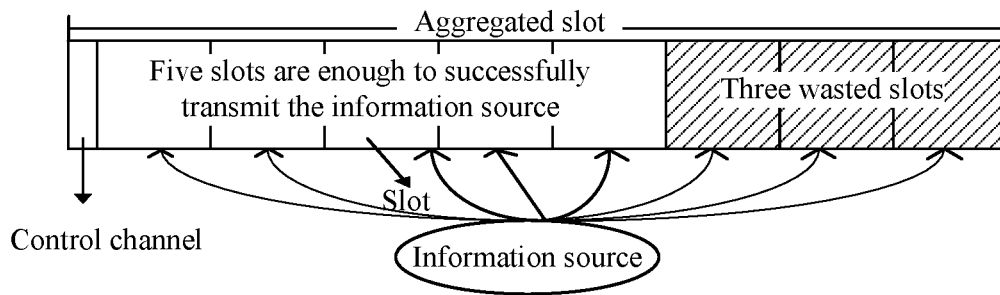 Aggregated slot
Five slots are enough to successfully
transmit the information source
Three wasted slots
Slot
Control channel
Information source